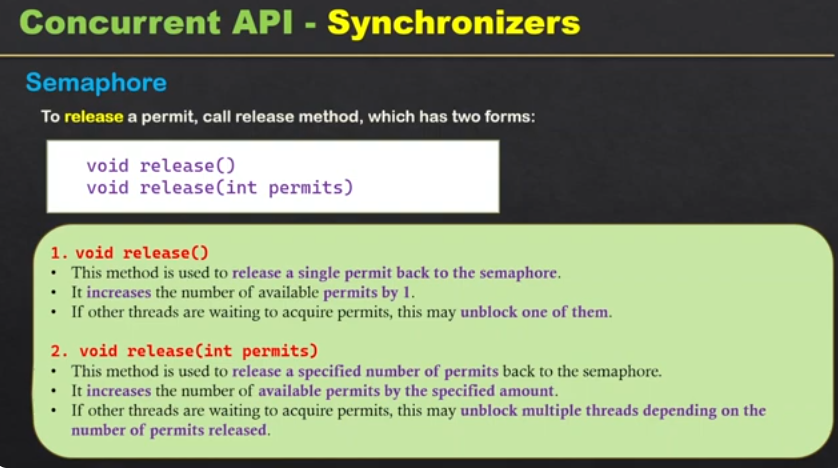 Concurrent API - Synchronizers
Semaphore
To release a permit, call release method, which has two forms:
void release()
void release(int permits)
1. void release()
• This method is used to release a single permit back to the semaphore.
• It increases the number of available permits by 1.
• If other threads are waiting to acquire permits, this may unblock one of them.
2. void release(int permits)
• This method is used to release a specified number of permits back to the semaphore.
• It increases the number of available permits by the specified amount.
• If other threads are waiting to acquire permits, this may unblock multiple threads depending on the
number of permits released.